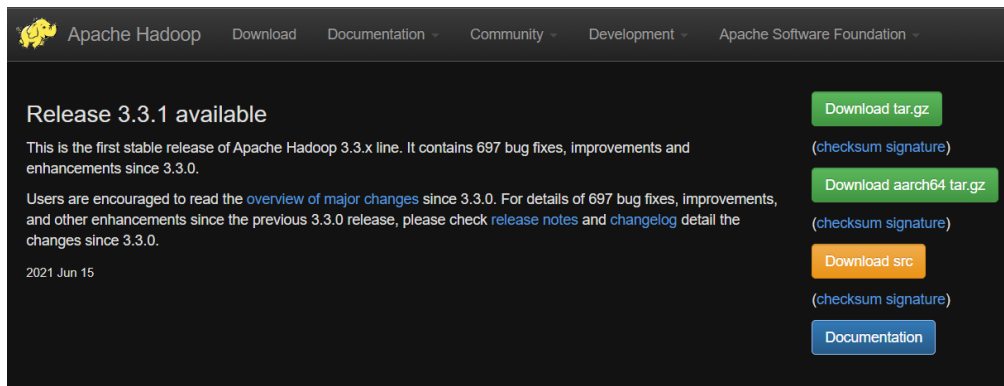 Apache Hadoop Download Documentation Community Development Apache Software Foundation
Release 3.3.1 available
This is the first stable release of Apache Hadoop 3.3.x line. It contains 697 bug fixes, improvements and
enhancements since 3.3.0.
Users are encouraged to read the overview of major changes since 3.3.0. For details of 697 bug fixes, improvements,
and other enhancements since the previous 3.3.0 release, please check release notes and changelog detail the
changes since 3.3.0.
2021 Jun 15
Download tar.gz
(checksum signature)
Download aarch64 tar.gz
(checksum signature)
Download src
(checksum signature)
Documentation